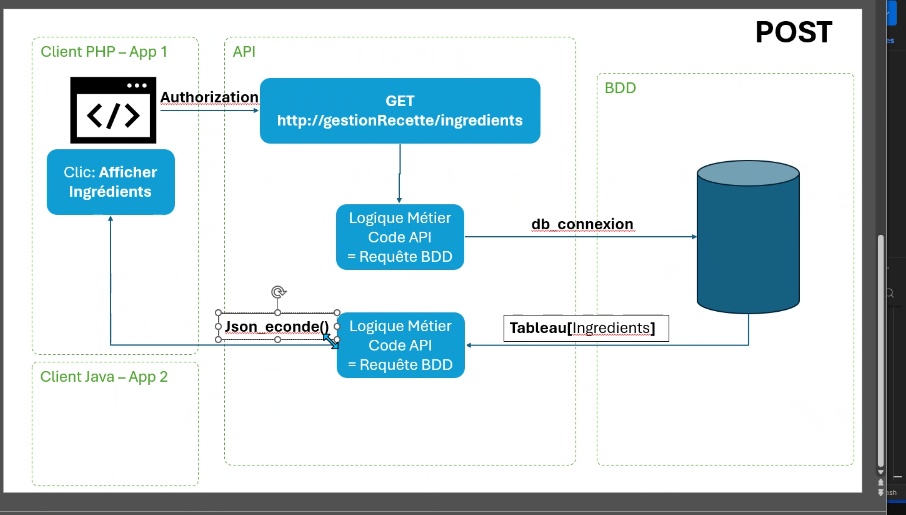 POST
Client PHP – App 1
API
BDD
Authorization
GET
http://gestionRecette/ingredients
Clic: Afficher
Ingrédients
Logique Métier
Code API
= Requête BDD
db_connexion
Json_econde()
Logique Métier
Code API
= Requête BDD
Tableau[Ingredients]
Client Java – App 2